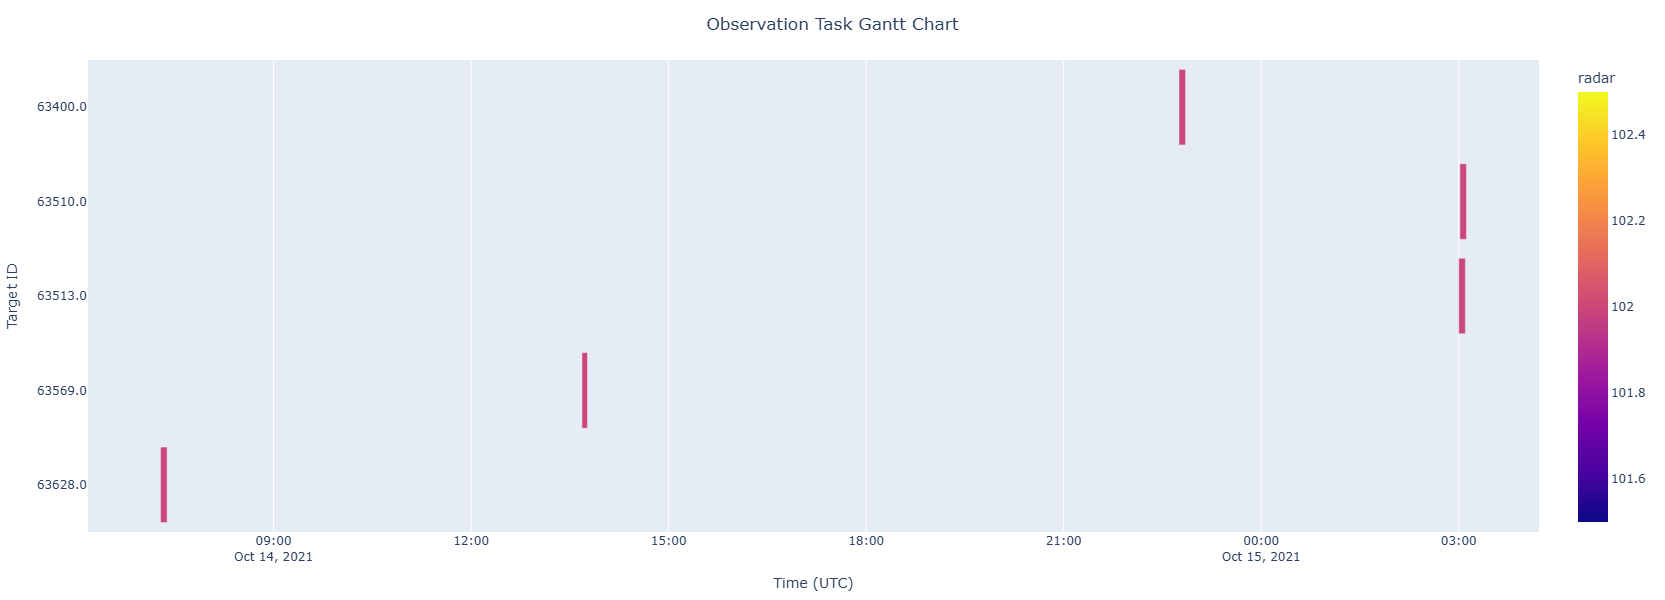 Observation Task Gantt Chart
radar
63400.0
63510.0
63513.0
63569.0
63628.0
Target ID
102.4
102.2
102
101.8
101.6
09:00
Oct 14, 2021
12:00
15:00
18:00
21:00
00:00
Oct 15, 2021
03:00
Time (UTC)